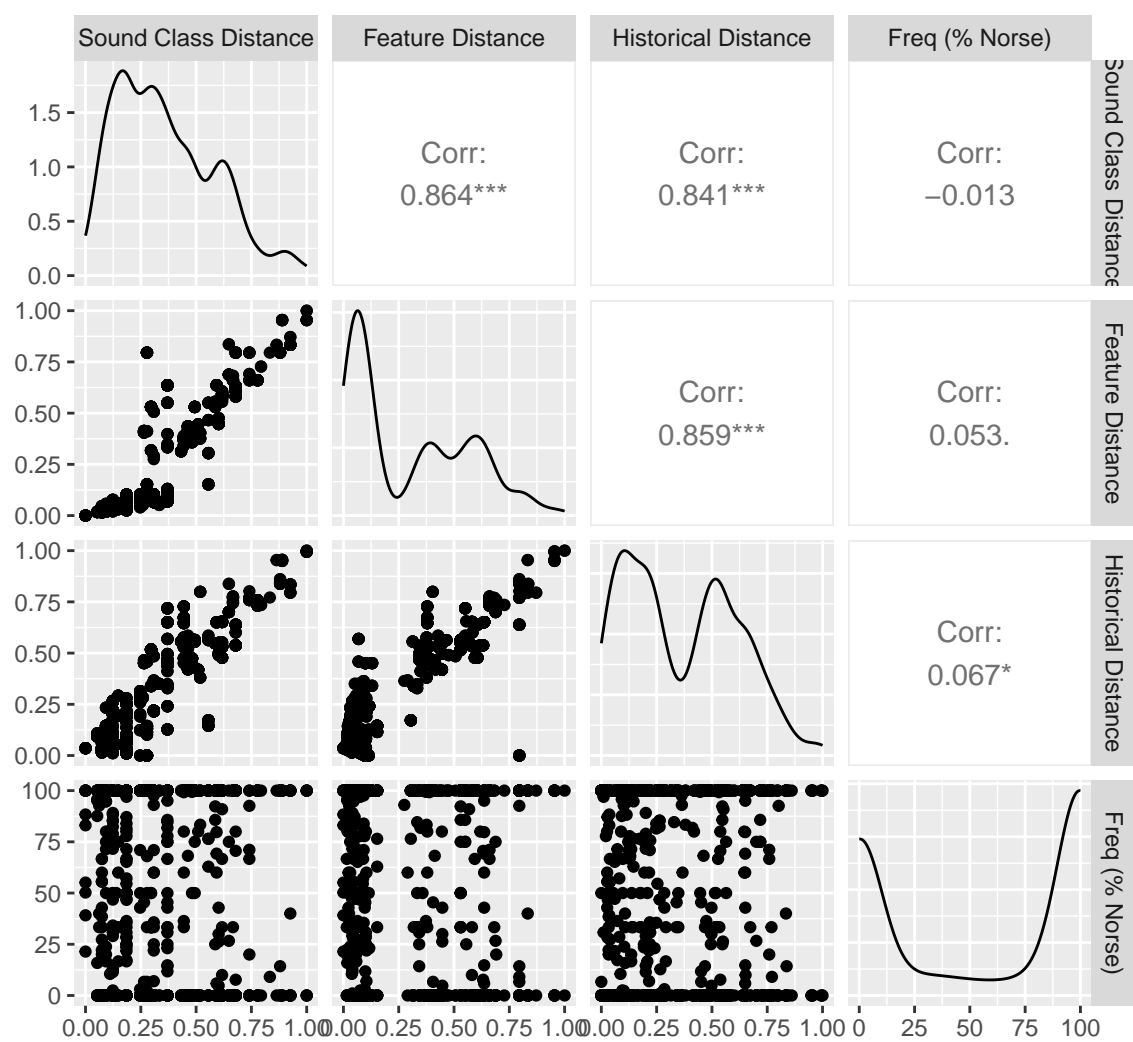 Sound Class Distance Feature Distance Historical Distance Freq (% Norse)
1.5
1.0
0.5
0.0
Corr:
0.864***
Corr:
0.841***
Corr:
−0.013
Sound Class Distance
1.00
0.75
0.50
0.25
0.00
Corr:
0.859***
Corr:
0.053.
Feature Distance
1.00
0.75
0.50
0.25
0.00
Corr:
0.067*
Historical Distance
100
75
50
25
0
Freq (% Norse)
0.00 0.25 0.50 0.75 1.00 0.00 0.25 0.50 0.75 1.00 0.00 0.25 0.50 0.75 1.00 0 25 50 75 100